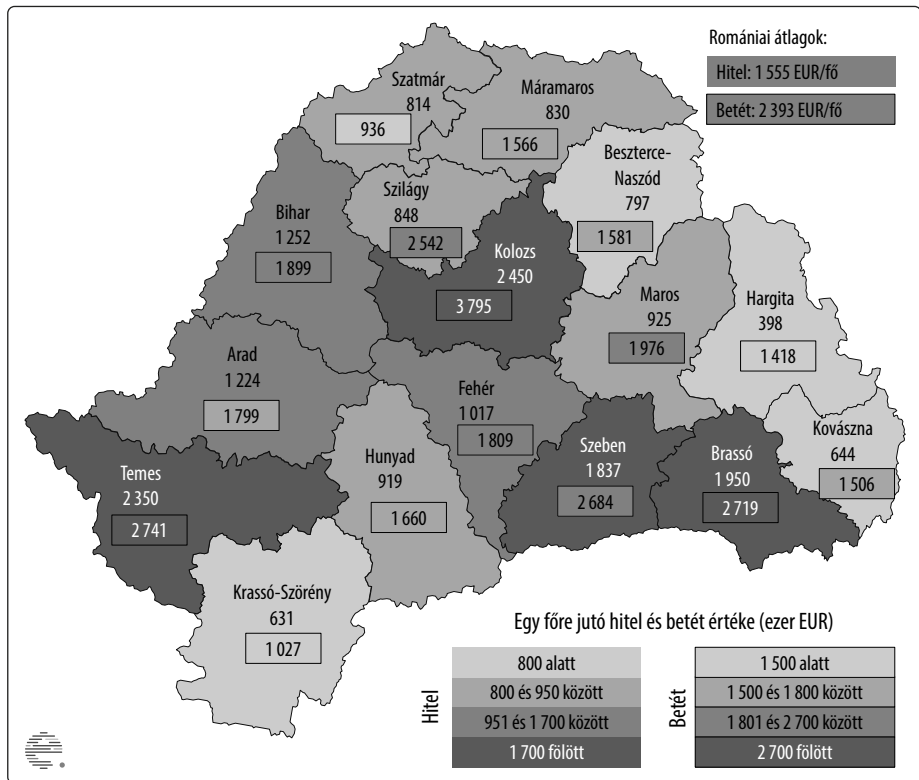 Romániai átlagok:
Hitel: 1 555 EUR/fő
Betét: 2 393 EUR/fő
Szatmár
814
936
Máramaros
830
1 566
Beszterce-
Naszód
797
1 581
Szilágy
848
2 542
Bihar
1 252
1 899
Kolozs
2 450
3 795
Maros
925
1 976
Hargita
398
1 418
Arad
1 224
1 799
Fehér
1 017
1 809
Hunyad
919
1 660
Szeben
1 837
2 684
Brassó
1 950
2 719
Kovászna
644
1 506
Temes
2 350
2 741
Krassó-Szörény
631
1 027
Egy főre jutó hitel és betét értéke (ezer EUR)
Hitel
800 alatt
800 és 950 között
951 és 1 700 között
1 700 fölött
Betét
1 500 alatt
1 500 és 1 800 között
1 801 és 2 700 között
2 700 fölött